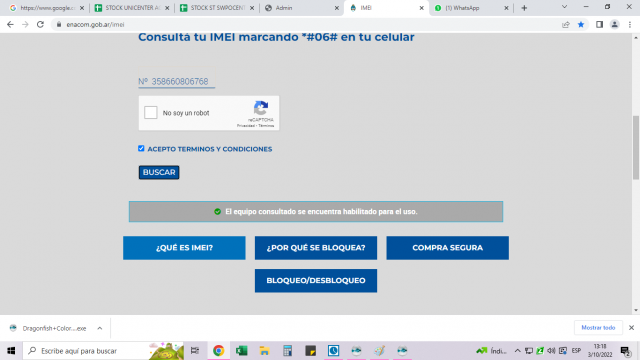 https://www.google.c
STOCK UNICENTER A
STOCK ST SWPOCENT
Admin
IMEI
(1) WhatsApp
enacom.gob.ar/imei
Consultá tu IMEI marcando *#06# en tu celular
Nº 358660806768
No soy un robot
reCAPTCHA
Privacidad - Términos
ACEPTO TERMINOS Y CONDICIONES
BUSCAR
El equipo consultado se encuentra habilitado para el uso.
¿QUÉ ES IMEI?
¿POR QUÉ SE BLOQUEA?
COMPRA SEGURA
BLOQUEO/DESBLOQUEO
Dragonfish+Color....exe
Mostrar todo
Escribe aquí para buscar
Índi...
ESP
13:18
3/10/2022